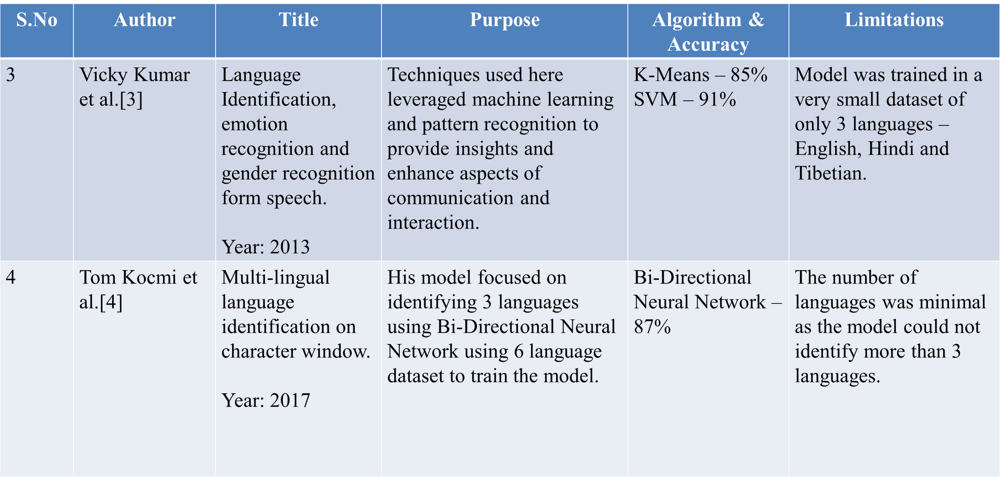 S.No
Author
Title
Purpose
Algorithm &
Accuracy
Limitations
3
Vicky Kumar
et al.[3]
Language
Identification,
emotion
recognition and
gender recognition
form speech.
Year: 2013
Techniques used here
leveraged machine learning
and pattern recognition to
provide insights and
enhance aspects of
communication and
interaction.
K-Means – 85%
SVM – 91%
Model was trained in a
very small dataset of
only 3 languages –
English, Hindi and
Tibetian.
4
Tom Kocmi et
al.[4]
Multi-lingual
language
identification on
character window.
Year: 2017
His model focused on
identifying 3 languages
using Bi-Directional Neural
Network using 6 language
dataset to train the model.
Bi-Directional
Neural Network –
87%
The number of
languages was minimal
as the model could not
identify more than 3
languages.